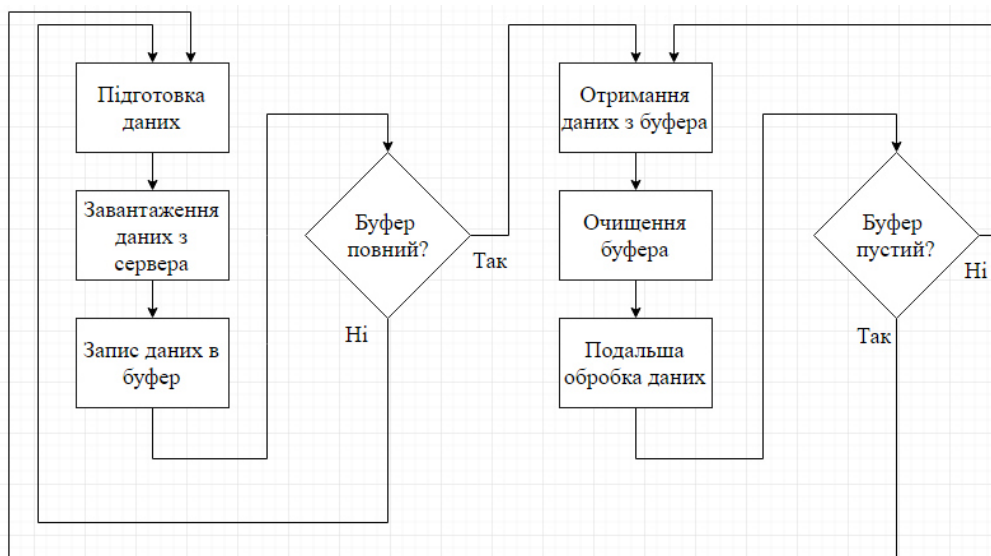 Підготовка
даних
Завантаження
даних з
сервера
Запис даних в
буфер
Буфер
повний?
Так
Ні
Отримання
даних з буфера
Очищення
буфера
Подальша
обробка даних
Буфер
пустий?
Ні
Так